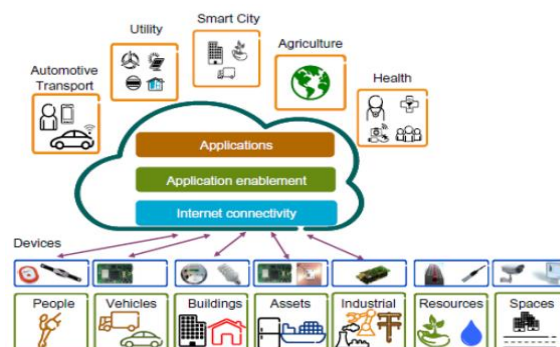 Smart City
Utility
Agriculture
Automotive
Transport
Health
Applications
Application enablement
Internet connectivity
Devices
People
Vehicles
Buildings
Assets
Industrial
Resources
Spaces